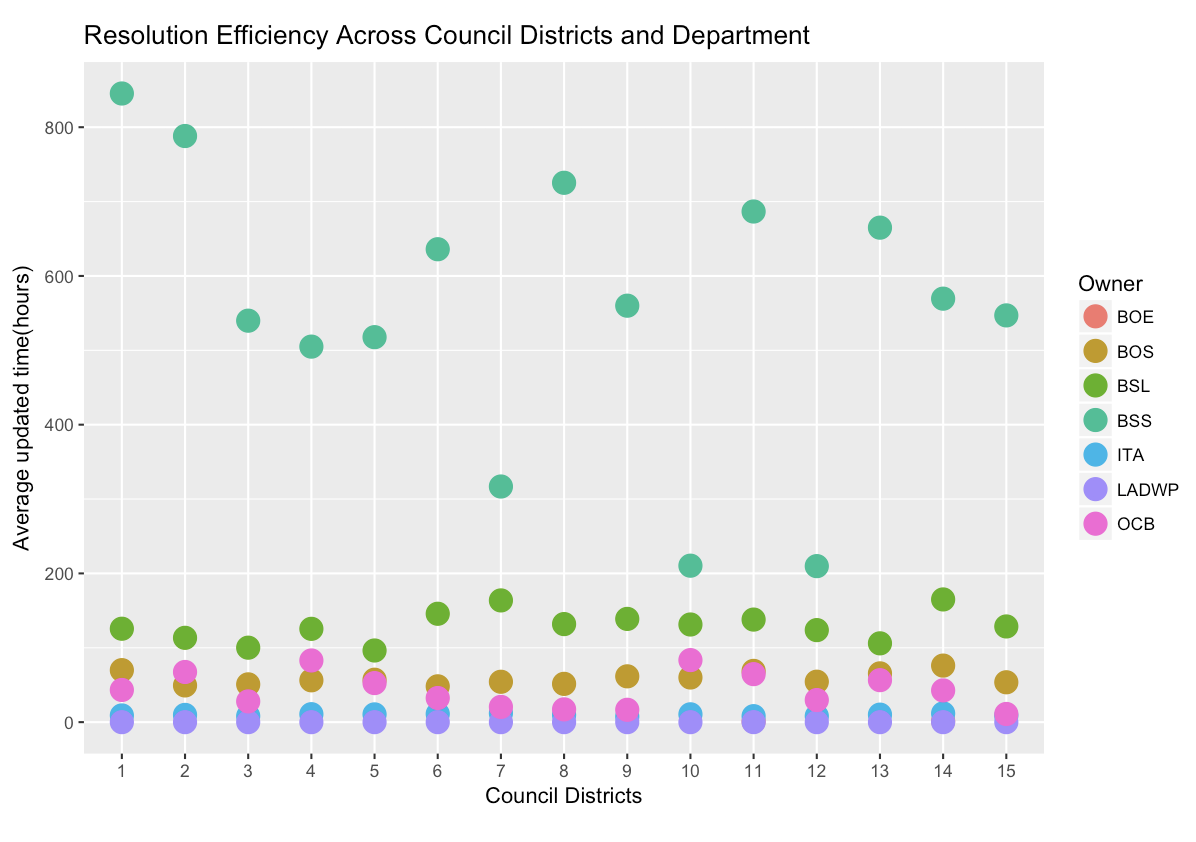 Resolution Efficiency Across Council Districts and Department
Average updated time(hours)
800
600
400
200
0
1 2 3 4 5 6 7 8 9 10 11 12 13 14 15
Council Districts
Owner
BOE
BOS
BSL
BSS
ITA
LADWP
OCB